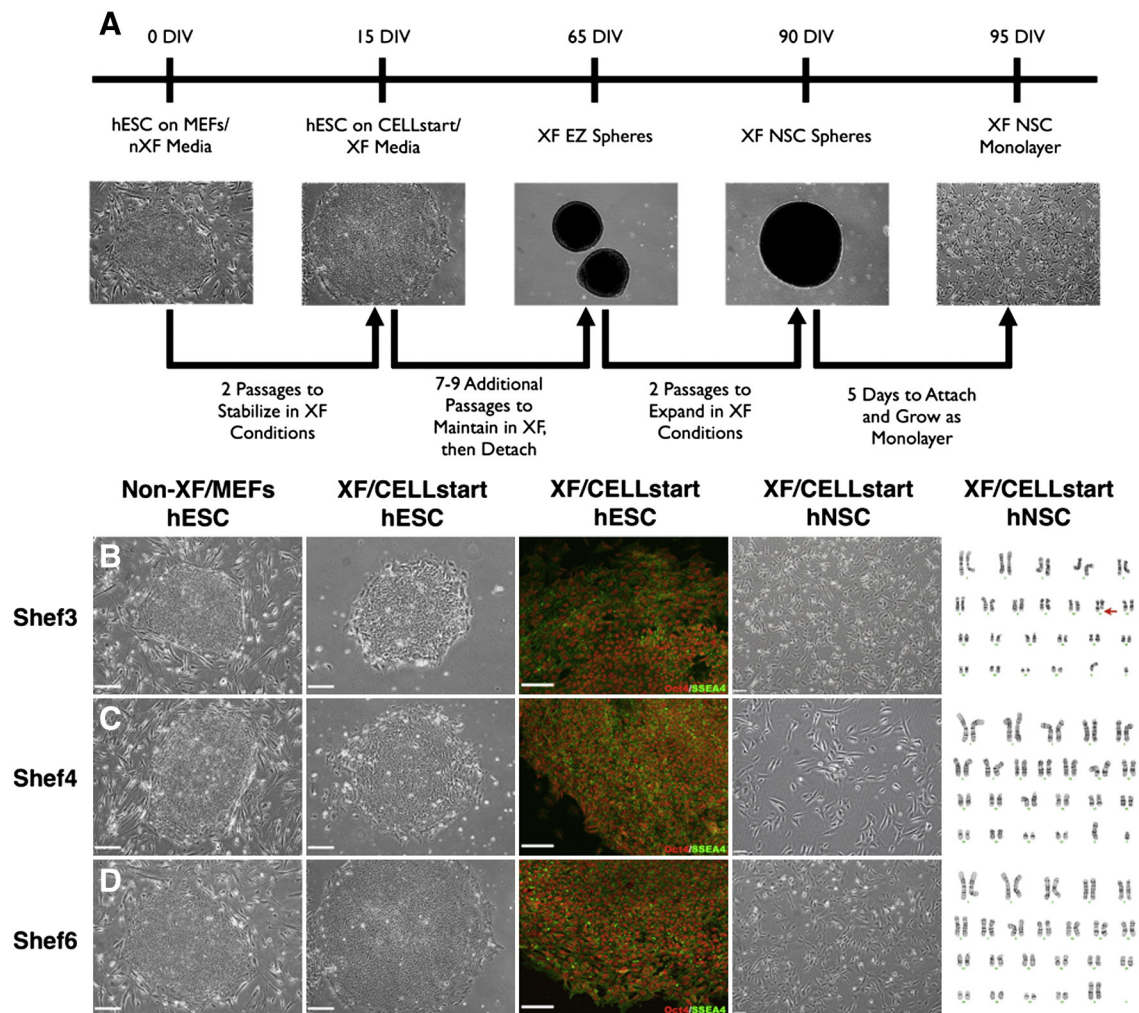 A
0 DIV
15 DIV
65 DIV
90 DIV
95 DIV
hESC on MEFs/
nXF Media
hESC on CELLstart/
XF Media
XF EZ Spheres
XF NSC Spheres
XF NSC
Monolayer
2 Passages to
Stabilize in XF
Conditions
7-9 Additional
Passages to
Maintain in XF,
then Detach
2 Passages to
Expand in XF
Conditions
5 Days to Attach
and Grow as
Monolayer
Non-XF/MEFs
hESC
XF/CELLstart
hESC
XF/CELLstart
hESC
XF/CELLstart
hNSC
XF/CELLstart
hNSC
B
Shef3
Oct4/SSEA4
C
Shef4
Oct4/SSEA4
D
Shef6
Oct4/SSEA4